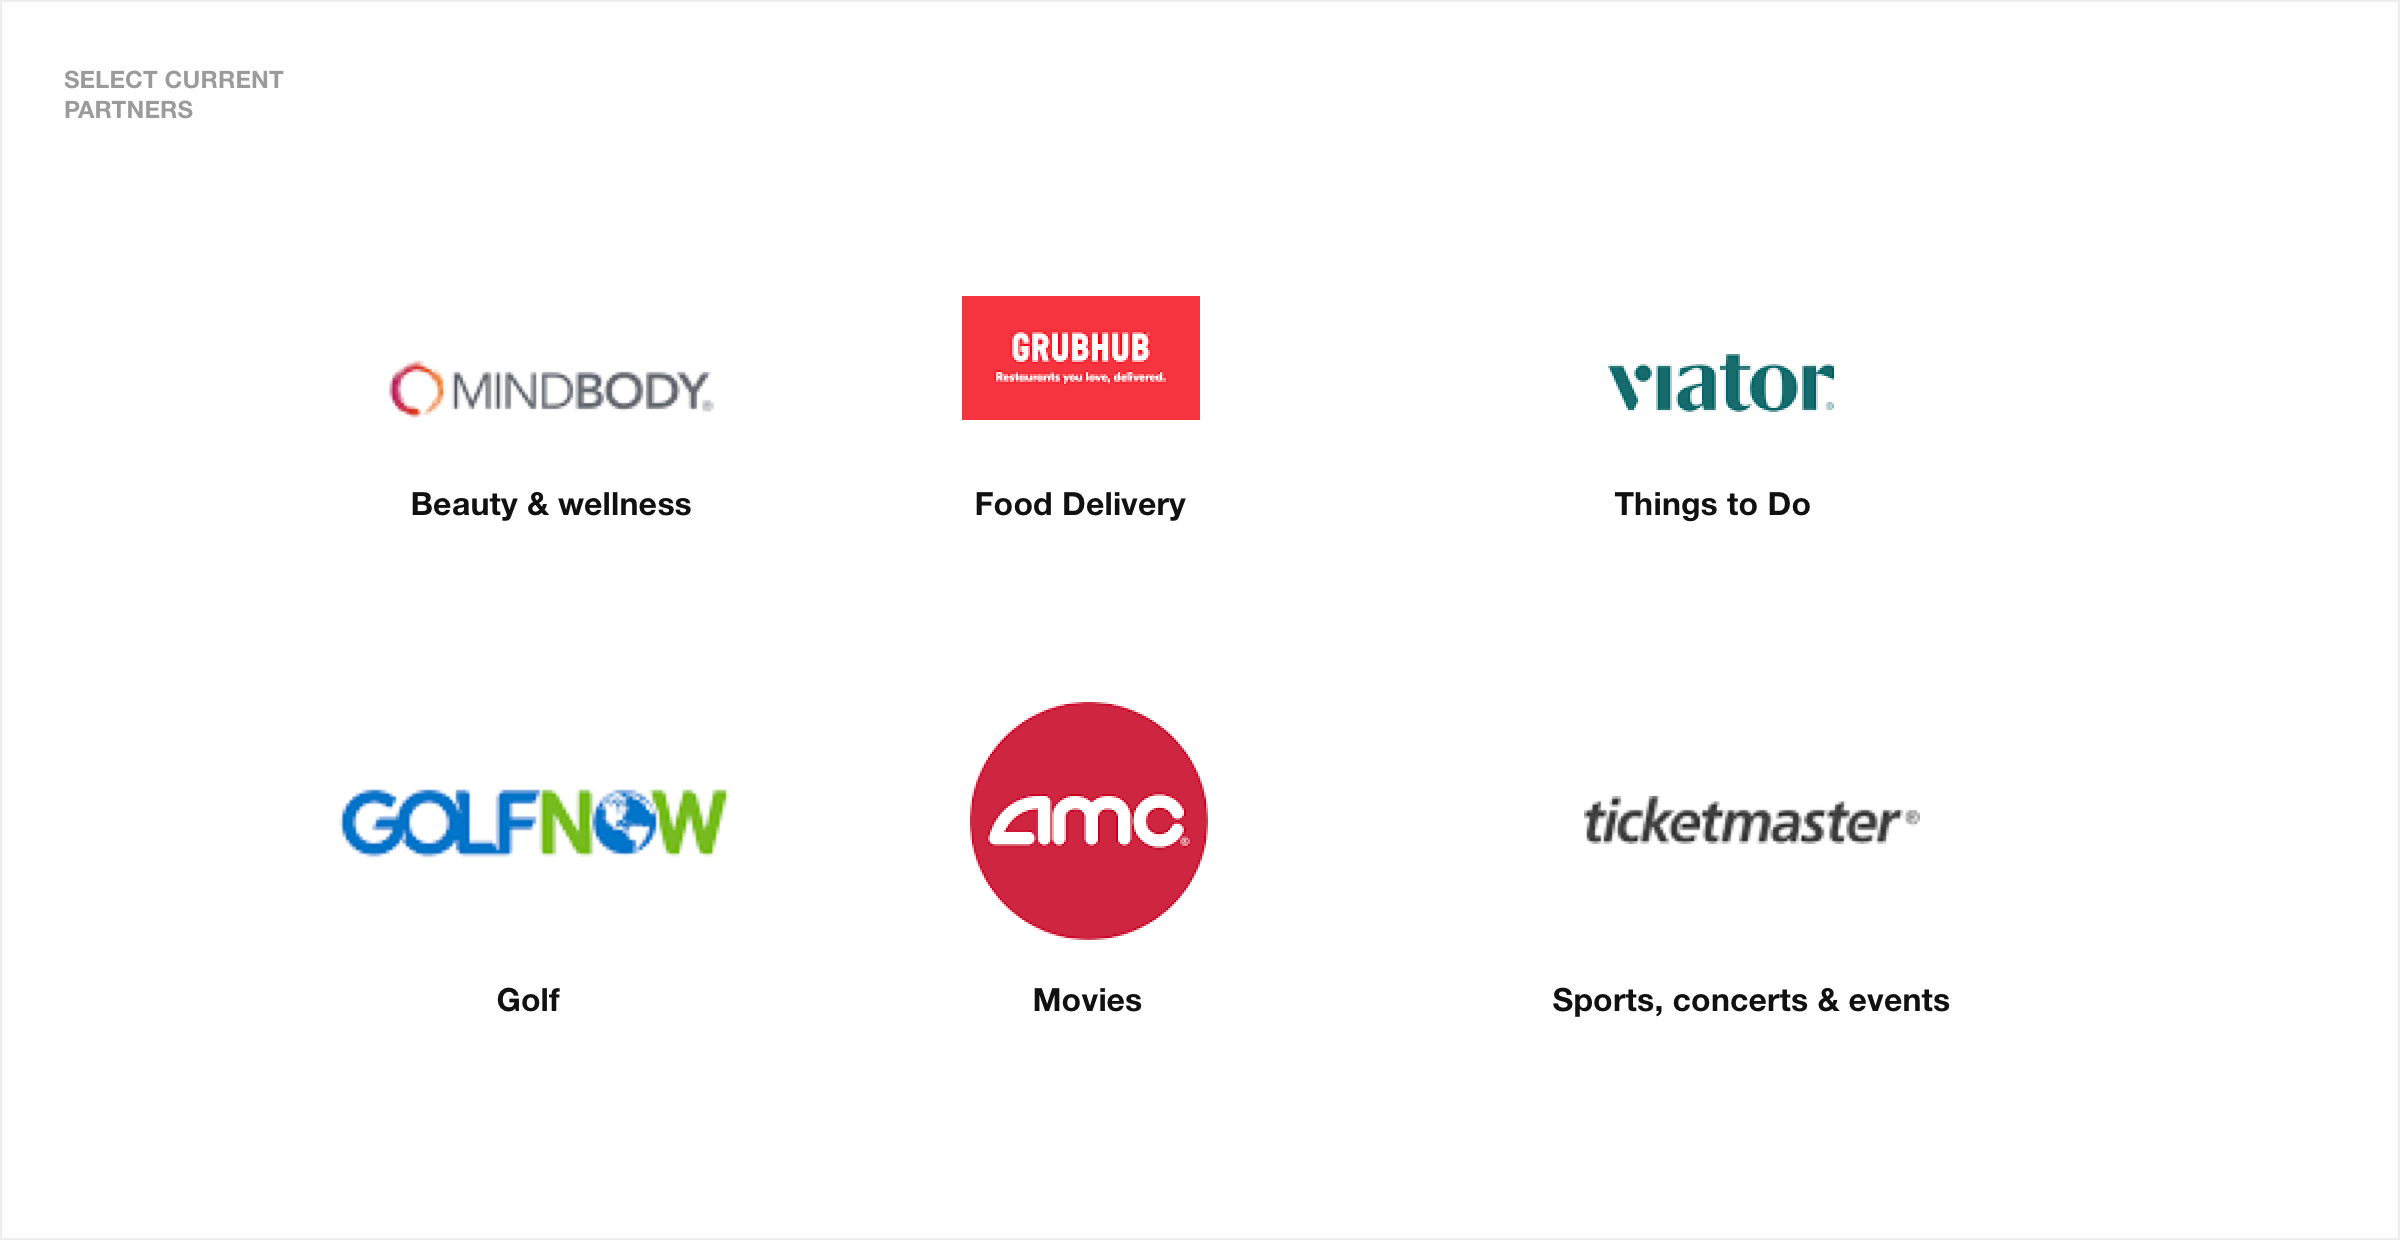 SELECT CURRENT
PARTNERS
MINDBODY®
GRUBHUB
Restaurants you love, delivered.
viator®
Beauty & wellness
Food Delivery
Things to Do
GOLFNOW
amc®
ticketmaster®
Golf
Movies
Sports, concerts & events